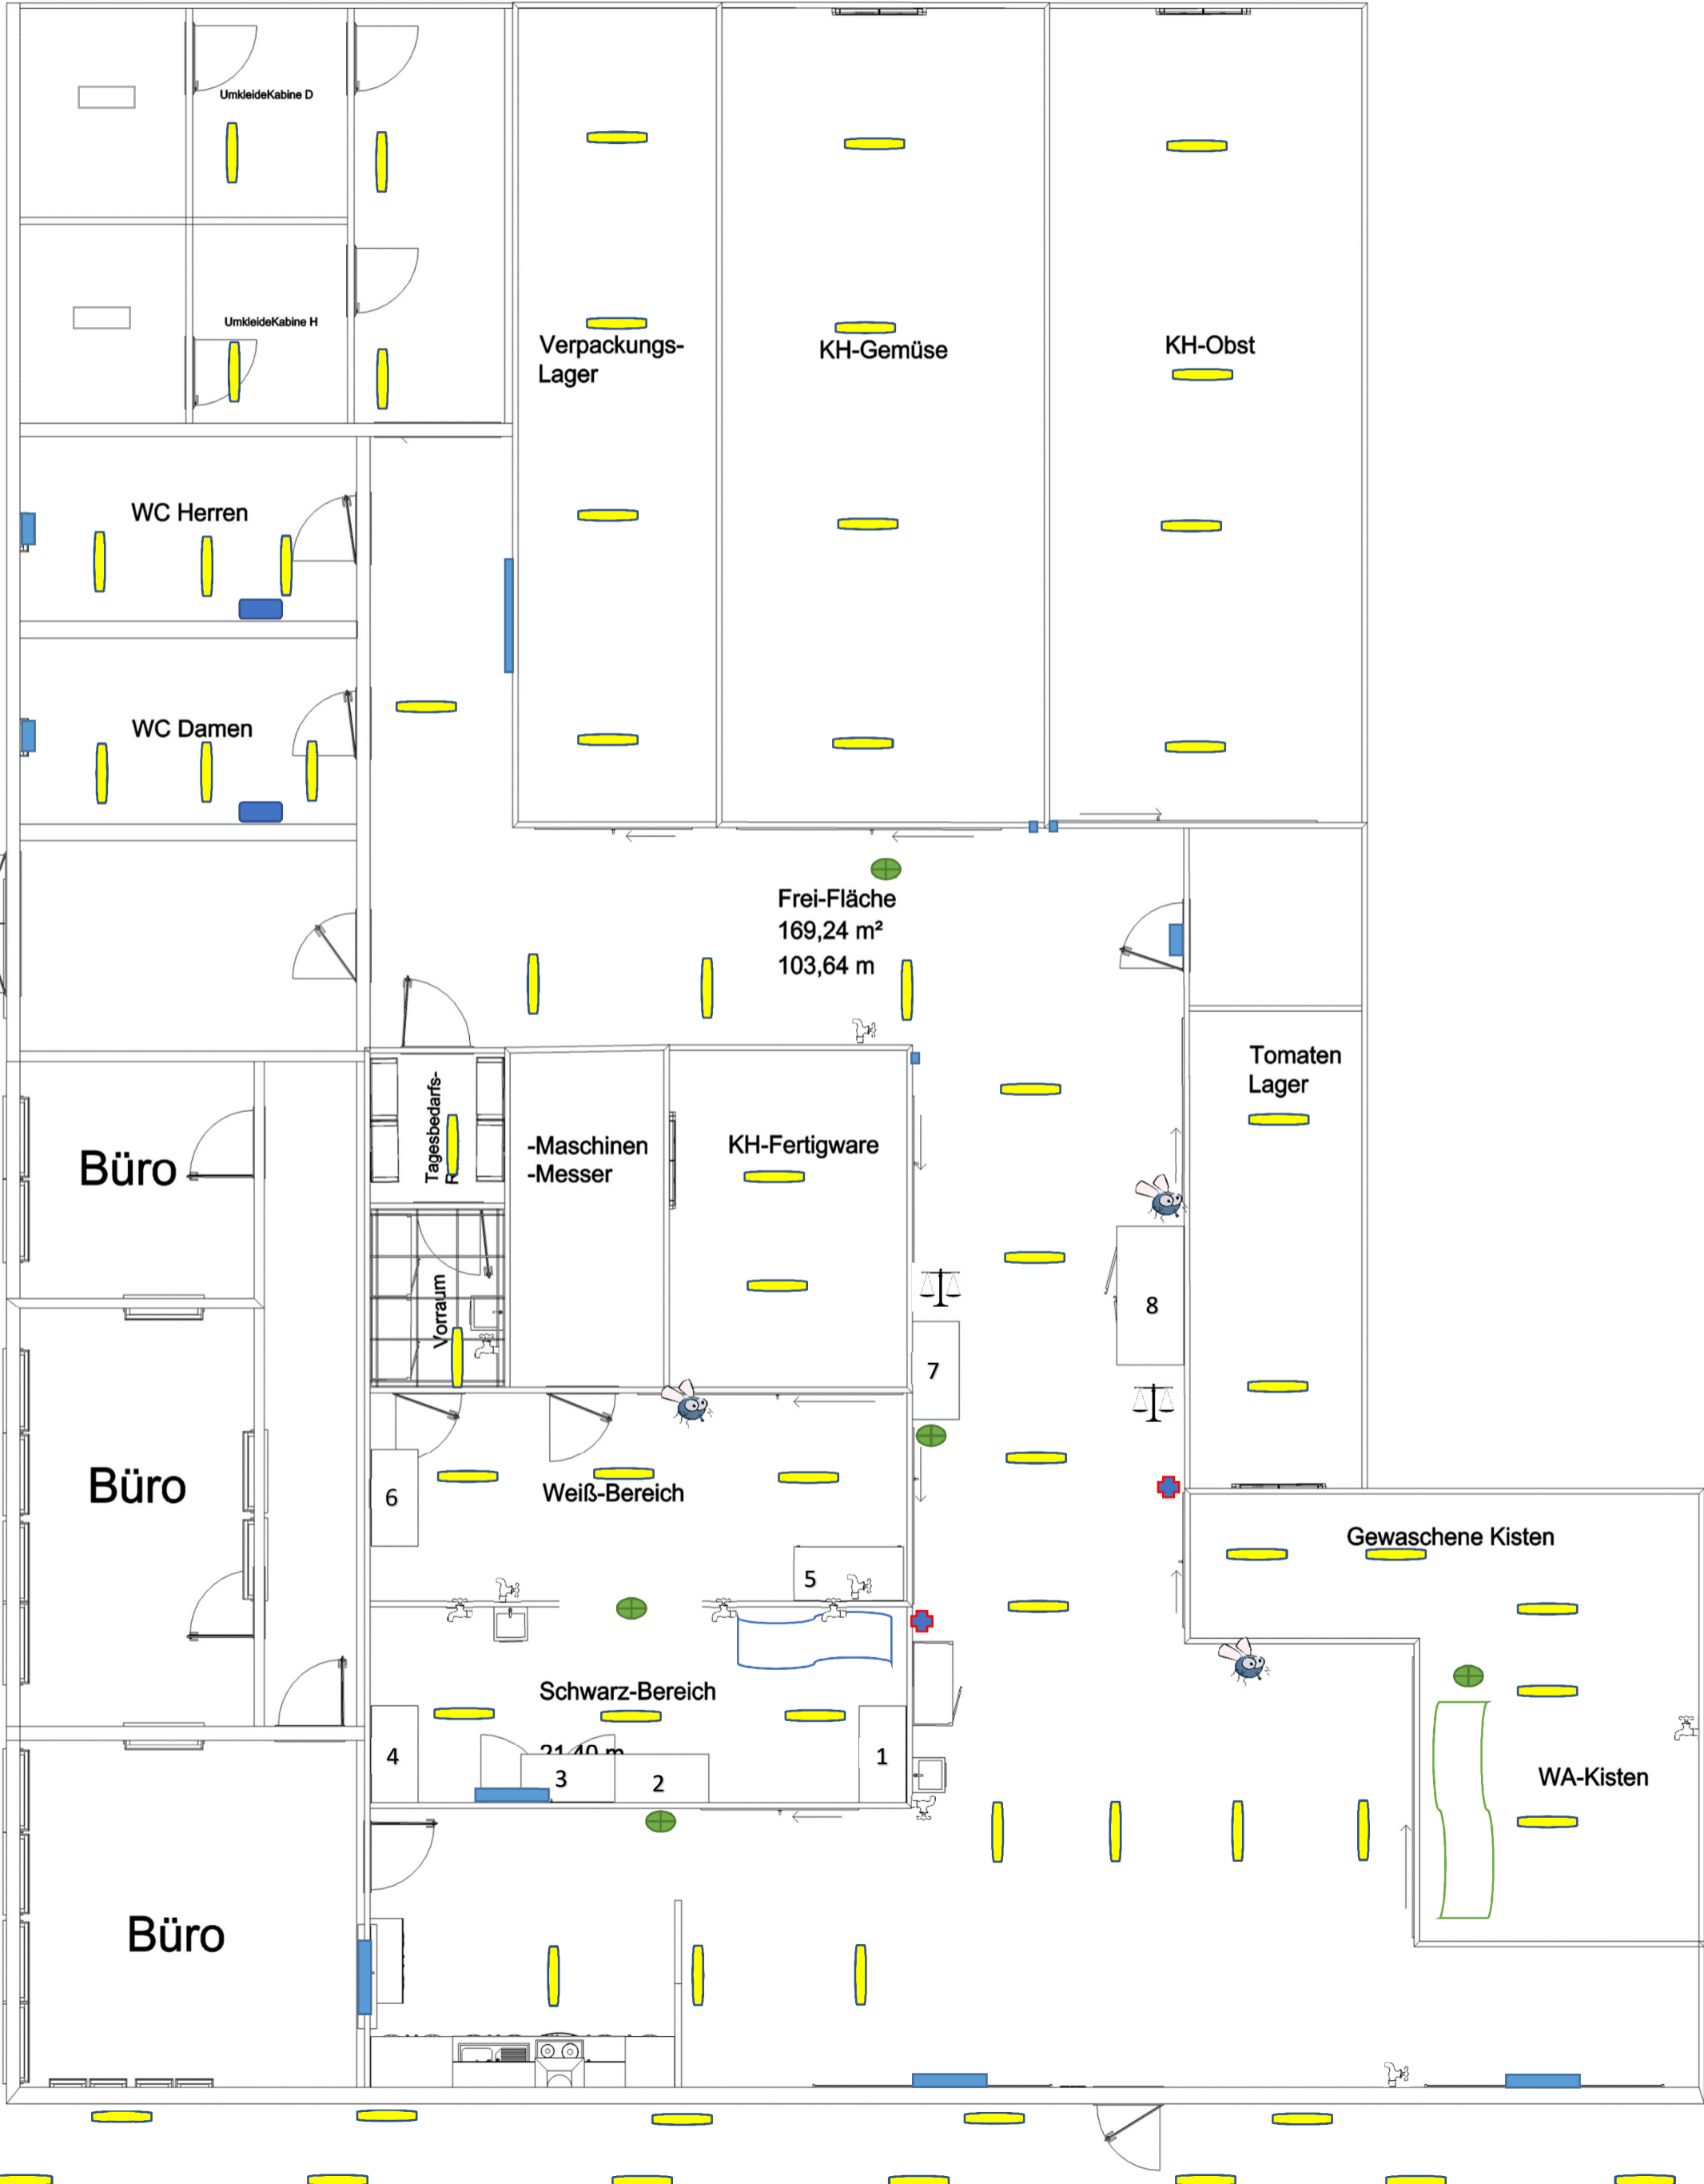 UmkleideKabine D
UmkleideKabine H
Verpackungs-
Lager
KH-Gemüse
KH-Obst
WC Herren
WC Damen
Frei-Fläche
169,24 m²
103,64 m
Tomaten
Lager
Büro
Tagesbedarfs-
R
-Maschinen
-Messer
KH-Fertigware
Vorraum
8
7
Büro
6
Weiß-Bereich
5
Gewaschene Kisten
Schwarz-Bereich
21,40 m
4
3
2
1
WA-Kisten
Büro